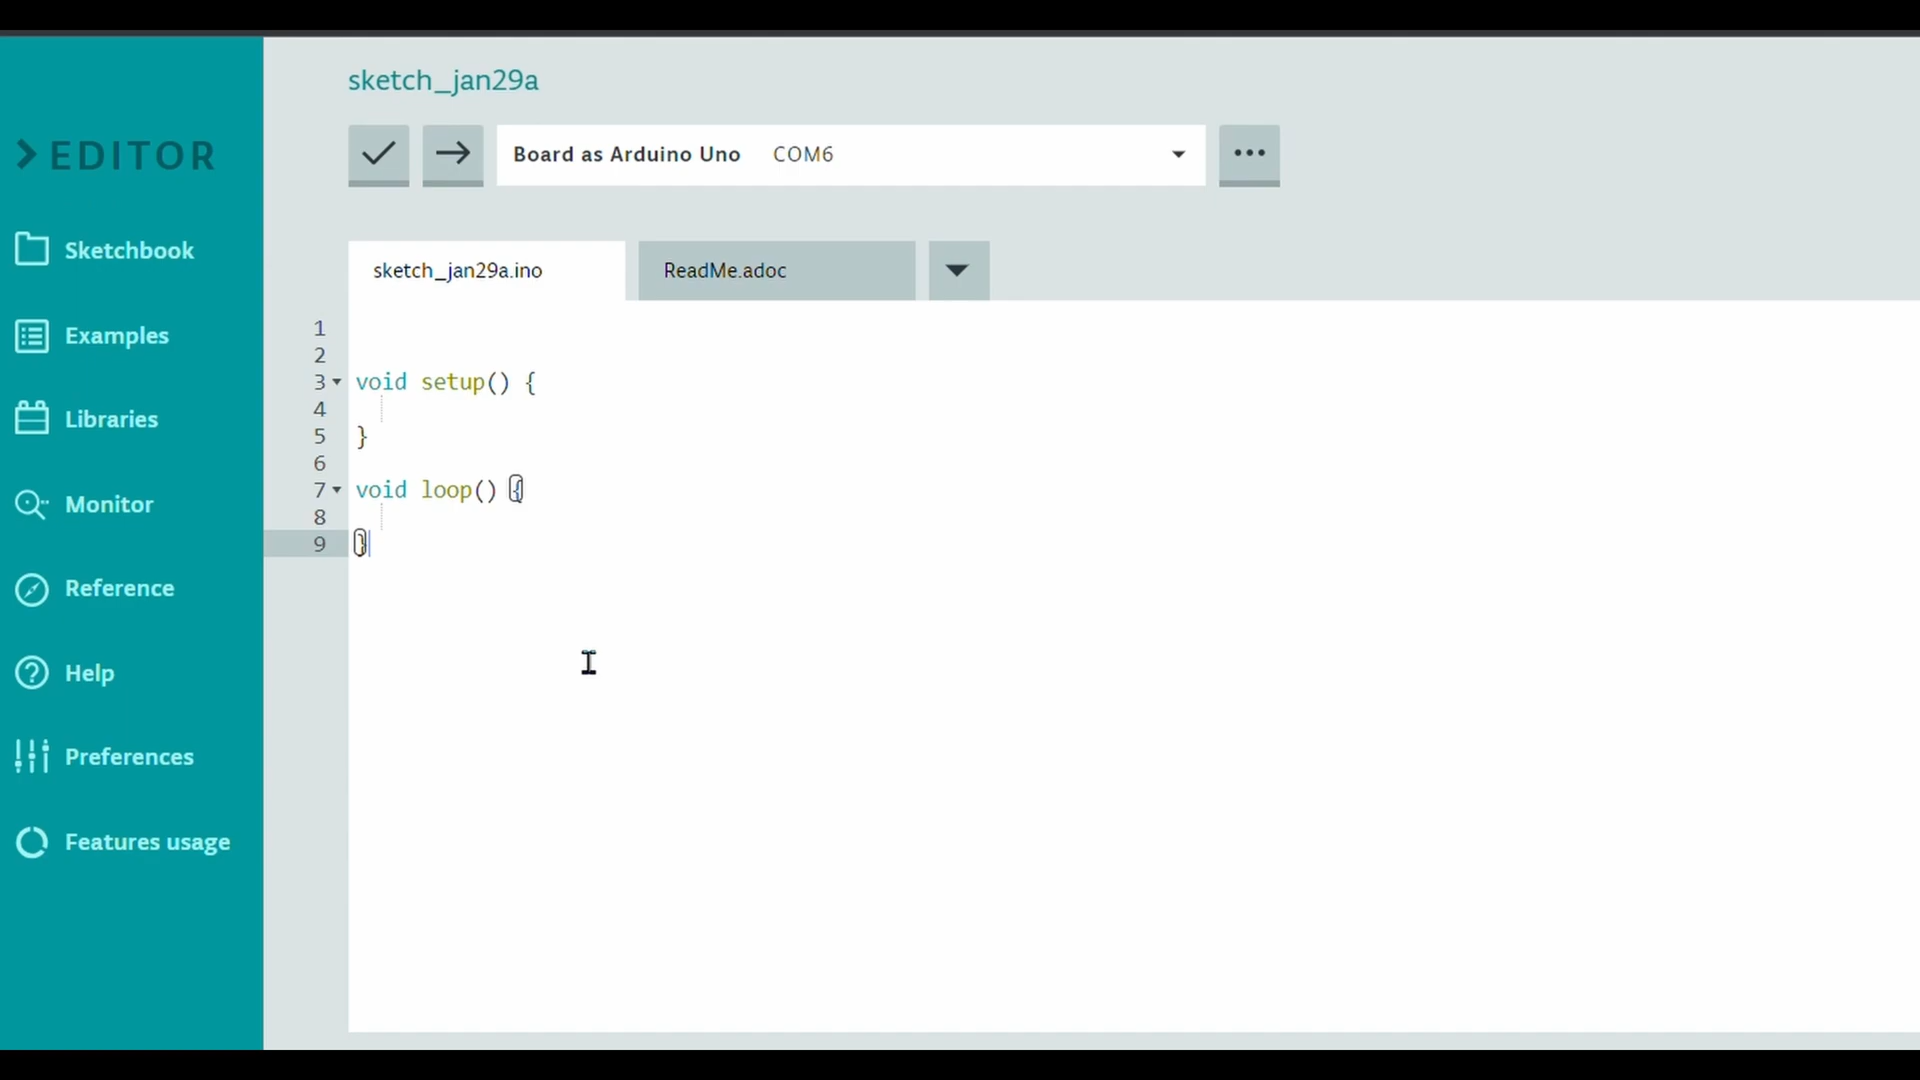 sketch_jan29a
EDITOR
Board as Arduino Uno COM6
Sketchbook
Examples
Libraries
Monitor
Reference
Help
Preferences
Features usage
sketch_jan29a.ino ReadMe.adoc
1
2
3 void setup() {
4
5 }
6
7 void loop() {
8
9 }